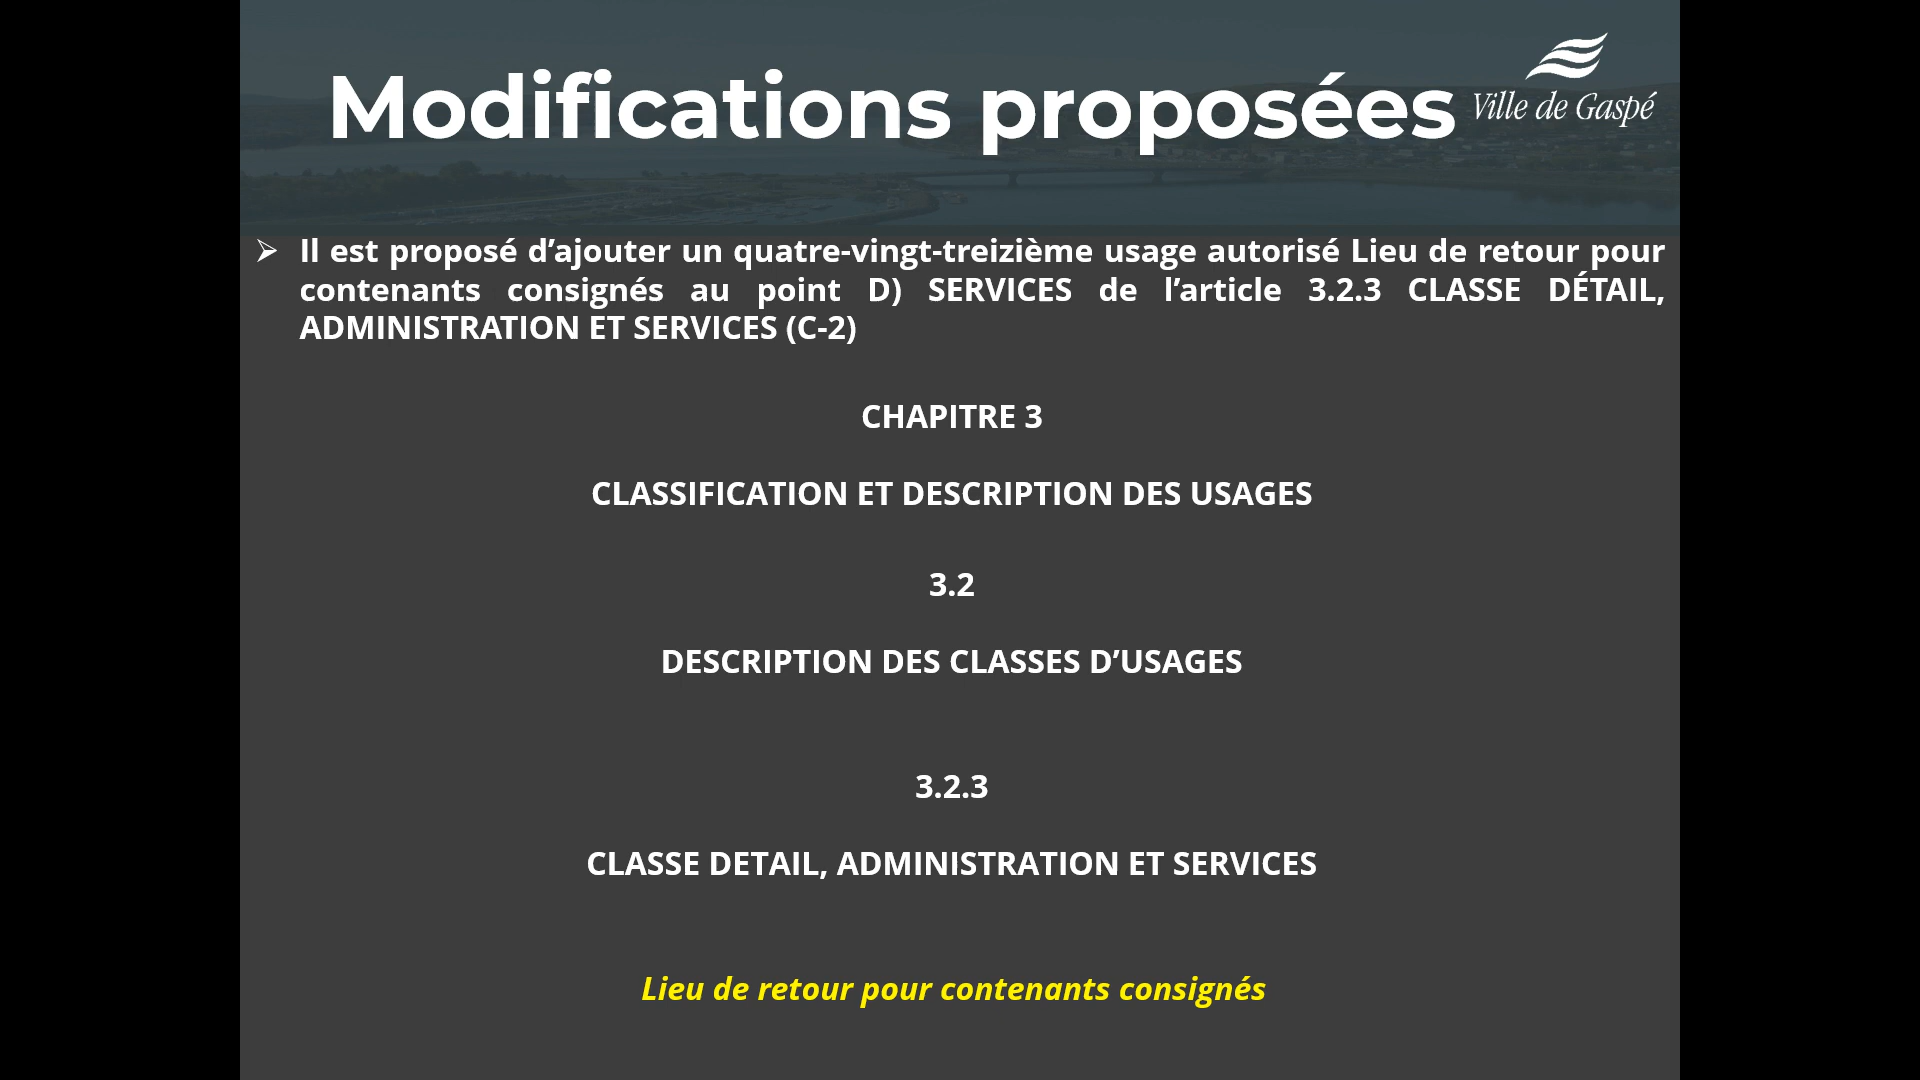 Modifications proposées
Ville de Gaspé
➢ Il est proposé d’ajouter un quatre-vingt-treizième usage autorisé Lieu de retour pour
contenants consignés au point D) SERVICES de l’article 3.2.3 CLASSE DÉTAIL,
ADMINISTRATION ET SERVICES (C-2)
CHAPITRE 3
CLASSIFICATION ET DESCRIPTION DES USAGES
3.2
DESCRIPTION DES CLASSES D’USAGES
3.2.3
CLASSE DETAIL, ADMINISTRATION ET SERVICES
Lieu de retour pour contenants consignés